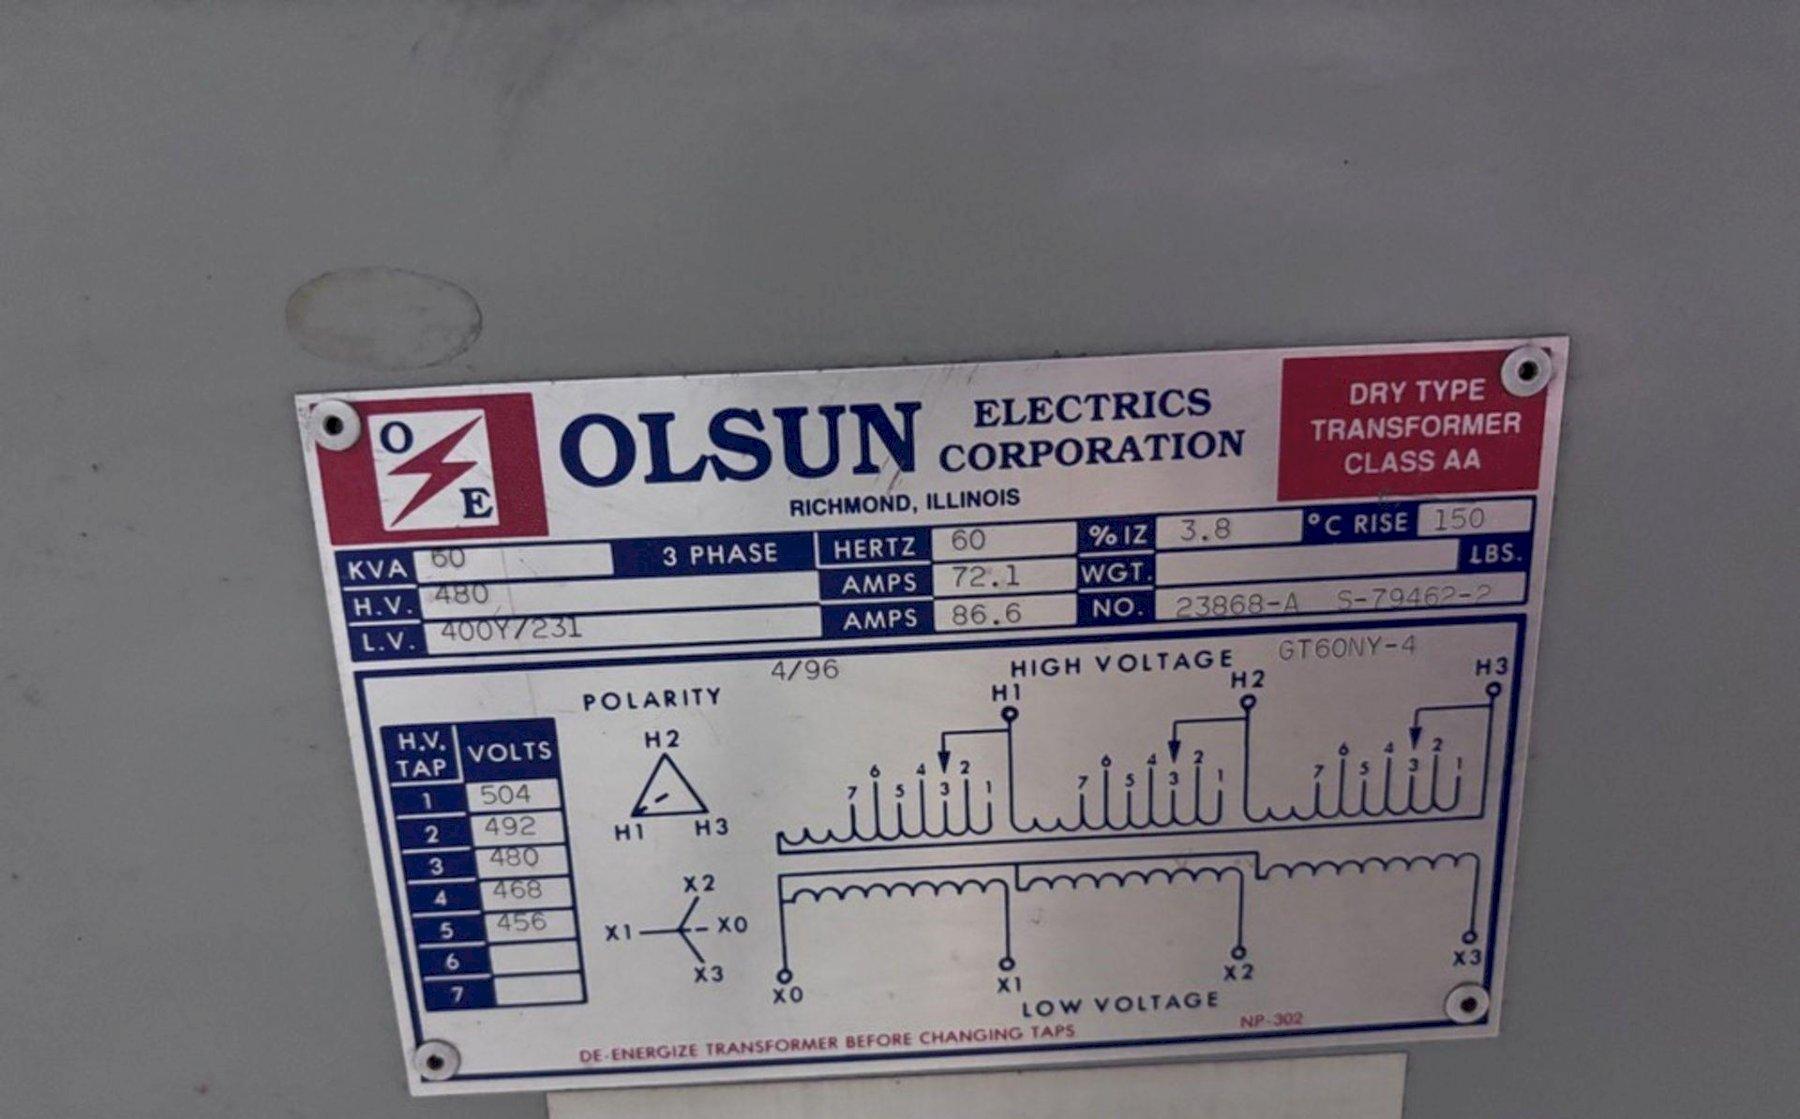 O E
OLSUN ELECTRICS CORPORATION
RICHMOND, ILLINOIS
DRY TYPE
TRANSFORMER
CLASS AA
KVA 60 3 PHASE HERTZ 60 % IZ 3.8 °C RISE 150
H.V. 480 AMPS 72.1 WGT. LBS.
L.V. 400Y/231 AMPS 86.6 NO. 23868-A S-79462-2
4/96 HIGH VOLTAGE GT60NY-4
POLARITY
H.V. TAP VOLTS
1 504
2 492
3 480
4 468
5 456
6
7
H2
H1 H3
X2
X1 X0
X3
H1 H2 H3
7 6 5 4 3 2 1 7 6 5 4 3 2 1 7 6 5 4 3 2 1
X0 X1 X2 X3
LOW VOLTAGE
DE-ENERGIZE TRANSFORMER BEFORE CHANGING TAPS NP-302